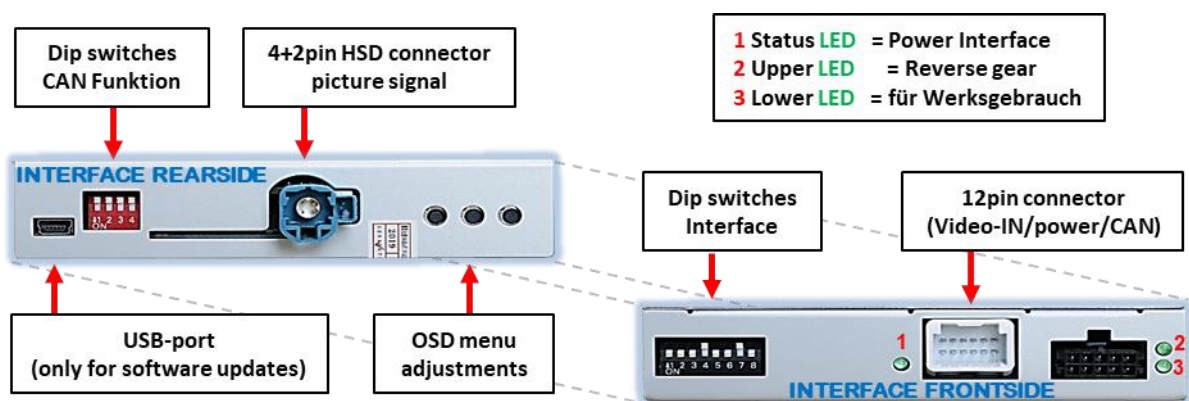 Dip switches
CAN Funktion
4+2pin HSD connector
picture signal
1 Status LED = Power Interface
2 Upper LED = Reverse gear
3 Lower LED = für Werksgebrauch
INTERFACE REARSIDE
1 2 3 4
ON
2019
Dip switches
Interface
12pin connector
(Video-IN/power/CAN)
USB-port
(only for software updates)
OSD menu
adjustments
1 2 3 4 5 6 7 8
ON
1
2
3
INTERFACE FRONTSIDE